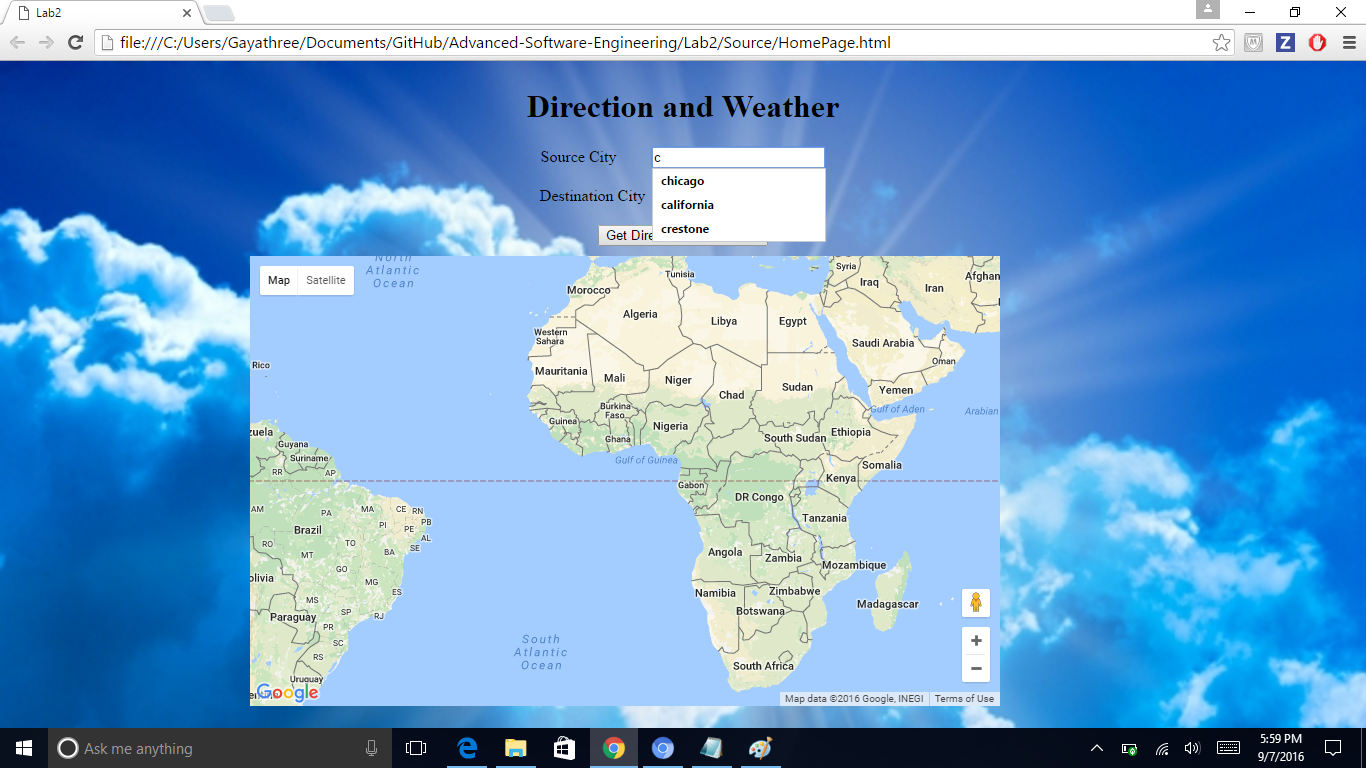 Lab2
file:///C:/Users/Gayathree/Documents/GitHub/Advanced-Software-Engineering/Lab2/Source/HomePage.html
Direction and Weather
Source City c
chicago
Destination City
california
crestone
Get Dire
Map Satellite
North
Atlantic
Ocean
Tunisia
Syria
Afghan
Iraq
Iran
Morocco
Algeria
Libya
Egypt
Western
Sahara
Saudi Arabia
Oman
Rico
Mauritania
Mali
Niger
Chad
Sudan
Yemen
Gulf of Aden
Arabian
Burkina
Faso
Guinea
Nigeria
Ghana
zuela
Guyana
Suriname
South Sudan
Ethiopia
Gulf of Guinea
Somalia
RR
AP
Kenya
Gabon
DR Congo
AM
PA
MA
CE
RN
PB
PI
PE
AL
SE
Tanzania
Brazil
RO
TO
BA
MT
Angola
Zambia
Mozambique
GO
olivia
MG
ES
MS
Namibia
Zimbabwe
Botswana
Madagascar
SP
RJ
Paraguay
PR
SC
South
Atlantic
Ocean
RS
South Africa
Uruguay
Google
Map data ©2016 Google, INEGI
Terms of Use
Ask me anything
5:59 PM
9/7/2016